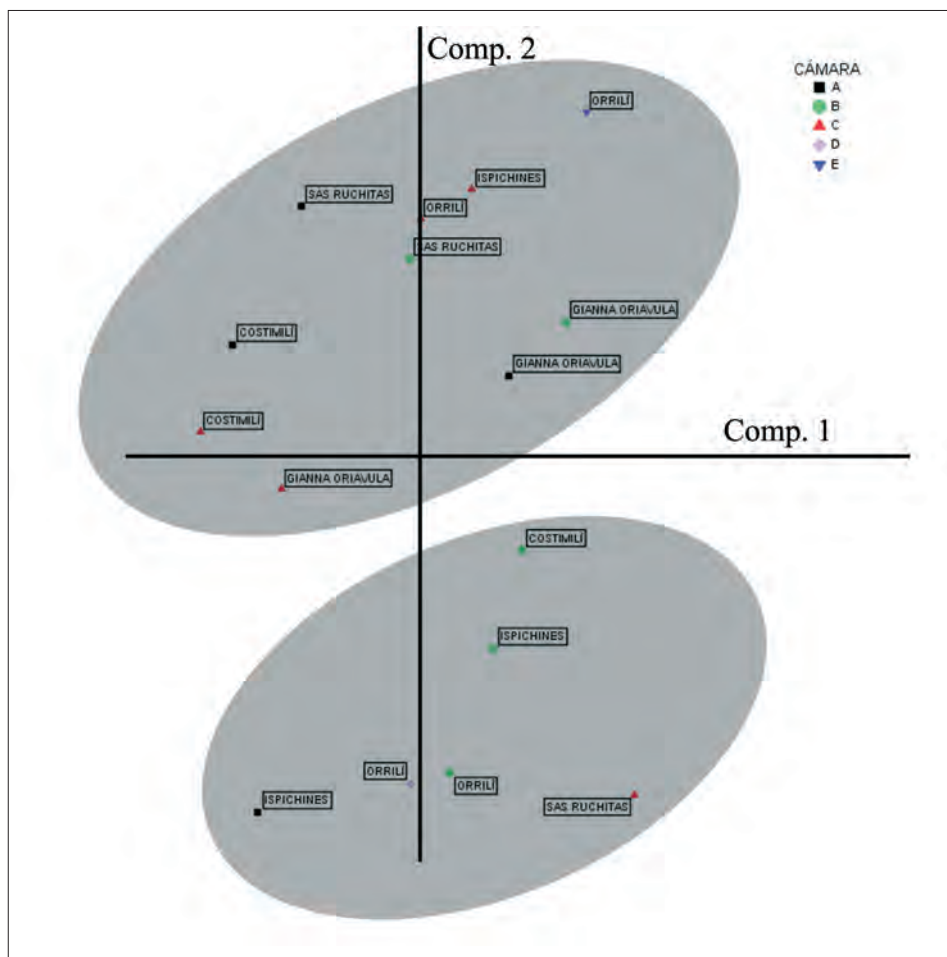 Comp. 2
CÁMARA
A
B
C
D
E
ORRILÍ
ISPICHINES
SAS RUCHITAS
ORRILÍ
SAS RUCHITAS
GIANNA ORIAVULA
COSTIMILÍ
GIANNA ORIAVULA
COSTIMILÍ
Comp. 1
GIANNA ORIAVULA
COSTIMILÍ
ISPICHINES
ORRILÍ
ORRILÍ
ISPICHINES
SAS RUCHITAS